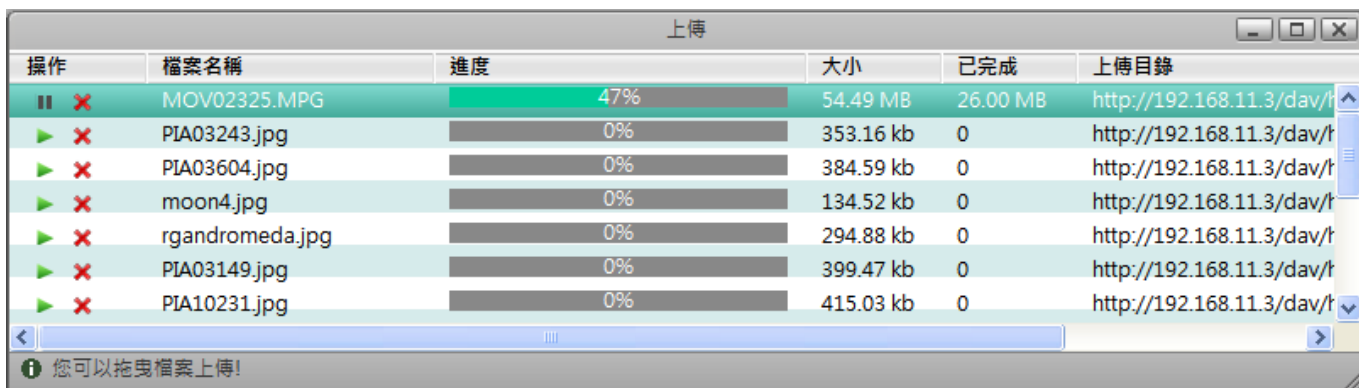 上傳
操作 檔案名稱 進度 大小 已完成 上傳目錄
MOV02325.MPG 47% 54.49 MB 26.00 MB http://192.168.11.3/dav/h
PIA03243.jpg 0% 353.16 kb 0 http://192.168.11.3/dav/h
PIA03604.jpg 0% 384.59 kb 0 http://192.168.11.3/dav/h
moon4.jpg 0% 134.52 kb 0 http://192.168.11.3/dav/h
rgandromeda.jpg 0% 294.88 kb 0 http://192.168.11.3/dav/h
PIA03149.jpg 0% 399.47 kb 0 http://192.168.11.3/dav/h
PIA10231.jpg 0% 415.03 kb 0 http://192.168.11.3/dav/h
您可以拖曳檔案上傳!